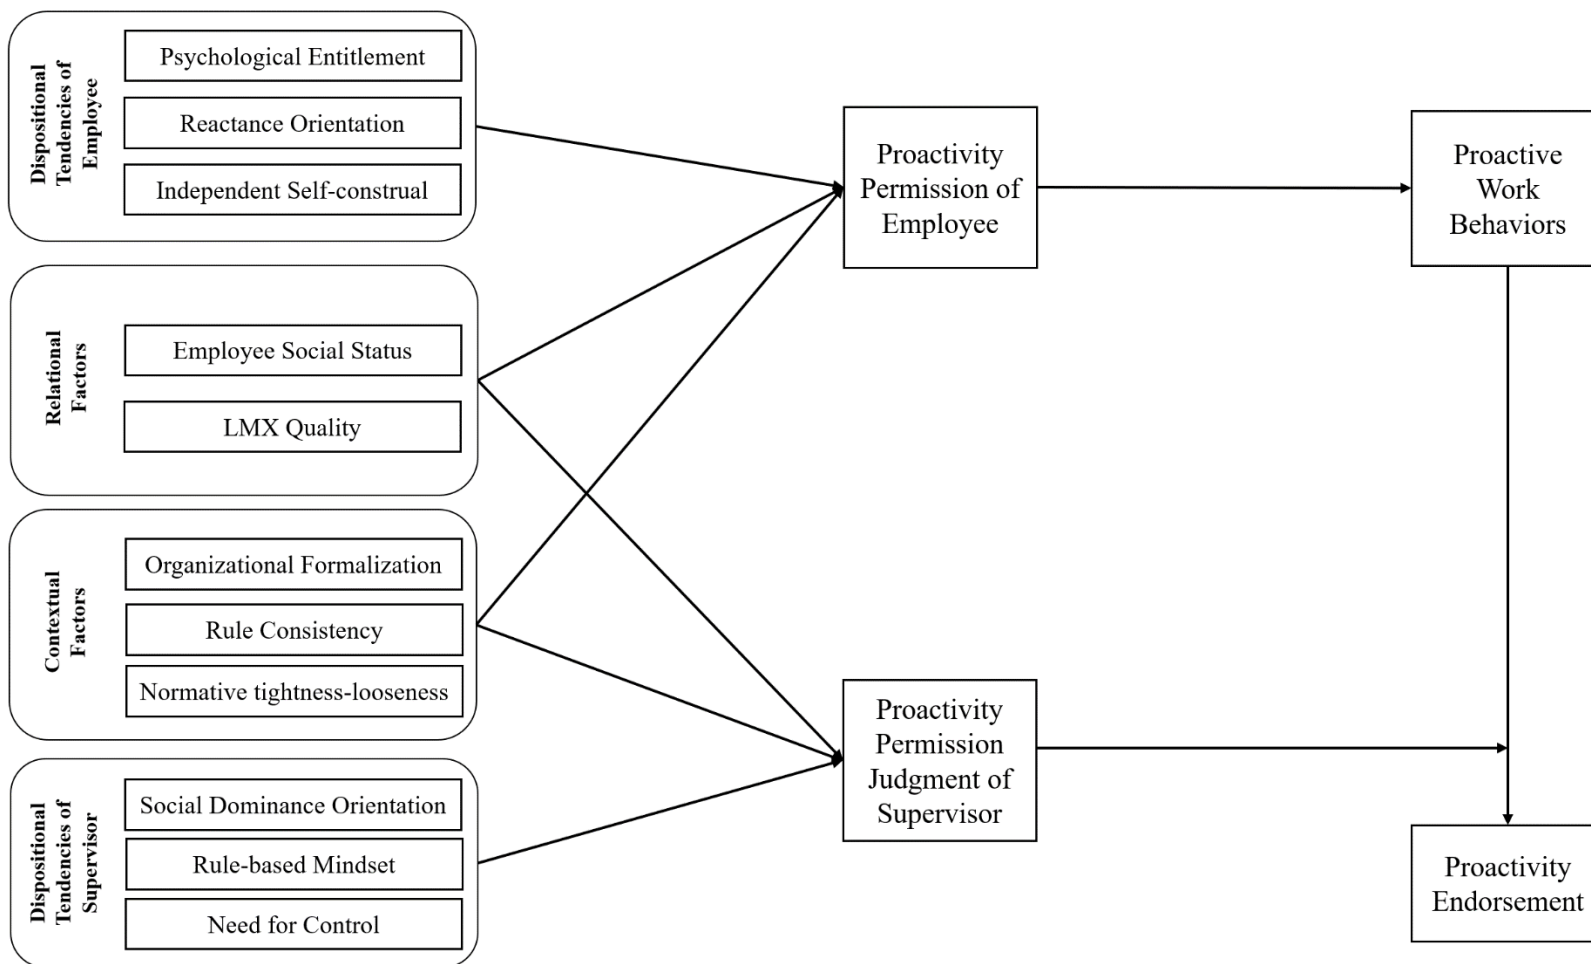 Dispositional
Tendencies of
Employee
Psychological Entitlement
Reactance Orientation
Independent Self-construal
Relational
Factors
Employee Social Status
LMX Quality
Contextual
Factors
Organizational Formalization
Rule Consistency
Normative tightness-looseness
Dispositional
Tendencies of
Supervisor
Social Dominance Orientation
Rule-based Mindset
Need for Control
Proactivity
Permission of
Employee
Proactivity
Permission
Judgment of
Supervisor
Proactive
Work
Behaviors
Proactivity
Endorsement